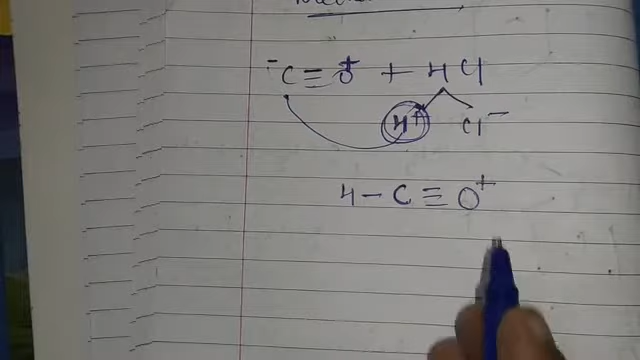 ⁻C ≡ O⁺ + HCl
H⁺ Cl⁻
H – C ≡ O⁺